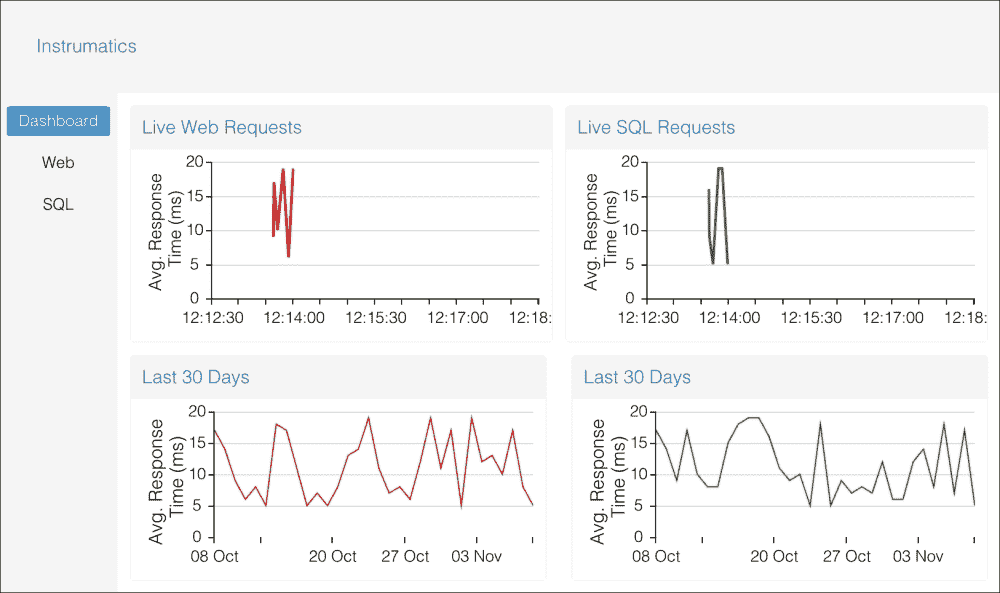 Instrumatics
Dashboard
Web
SQL
Live Web Requests
Avg. Response
Time (ms)
20
15
10
5
0
12:12:30 12:14:00 12:15:30 12:17:00 12:18:
Live SQL Requests
Avg. Response
Time (ms)
20
15
10
5
0
12:12:30 12:14:00 12:15:30 12:17:00 12:18:
Last 30 Days
Avg. Response
Time (ms)
20
15
10
5
0
08 Oct 20 Oct 27 Oct 03 Nov
Last 30 Days
Avg. Response
Time (ms)
20
15
10
5
0
08 Oct 20 Oct 27 Oct 03 Nov